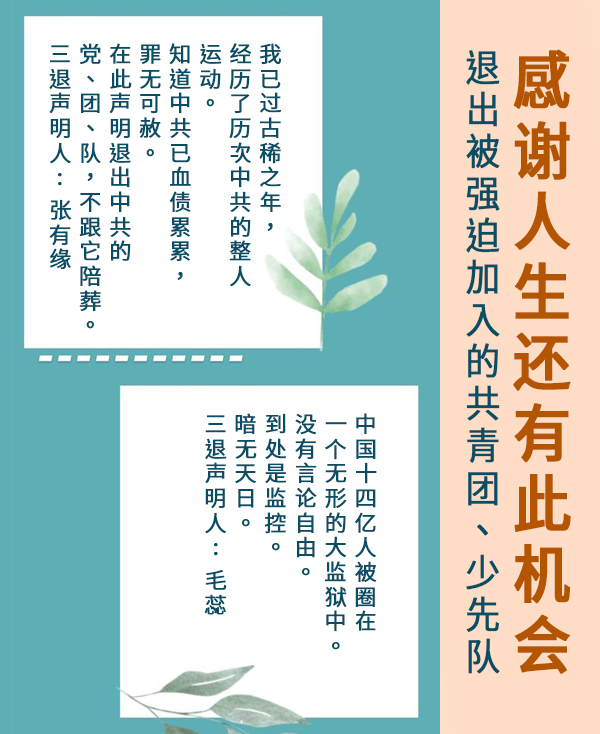 感谢人生还有此机会
退出被强迫加入的共青团、少先队
我已过古稀之年，
经历了历次中共的整人
运动。
知道中共已血债累累，
罪无可赦。
在此声明退出中共的
党、团、队，不跟它陪葬。
三退声明人：张有缘
中国十四亿人被圈在
一个无形的大监狱中。
没有言论自由。
到处是监控。
暗无天日。
三退声明人：毛蕊